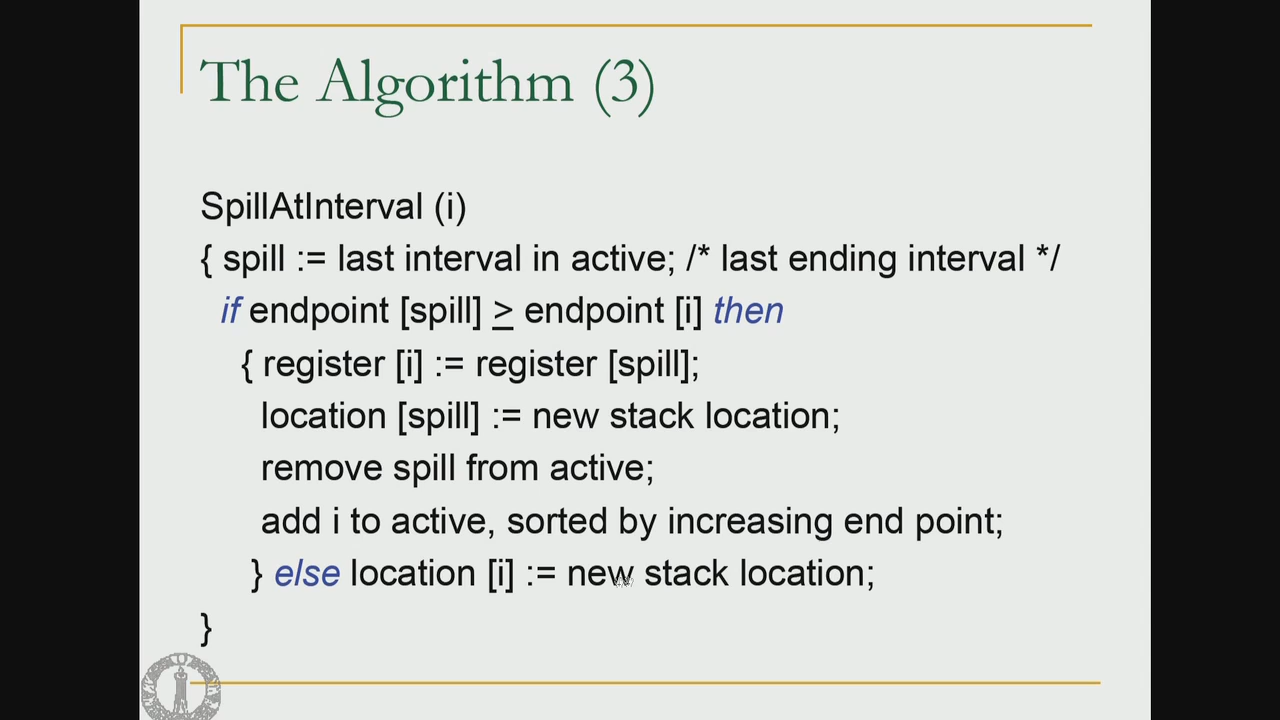 The Algorithm (3)
SpillAtInterval (i)
{ spill := last interval in active; /* last ending interval */
if endpoint [spill] > endpoint [i] then
{ register [i] := register [spill];
location [spill] := new stack location;
remove spill from active;
add i to active, sorted by increasing end point;
} else location [i] := new stack location;
}